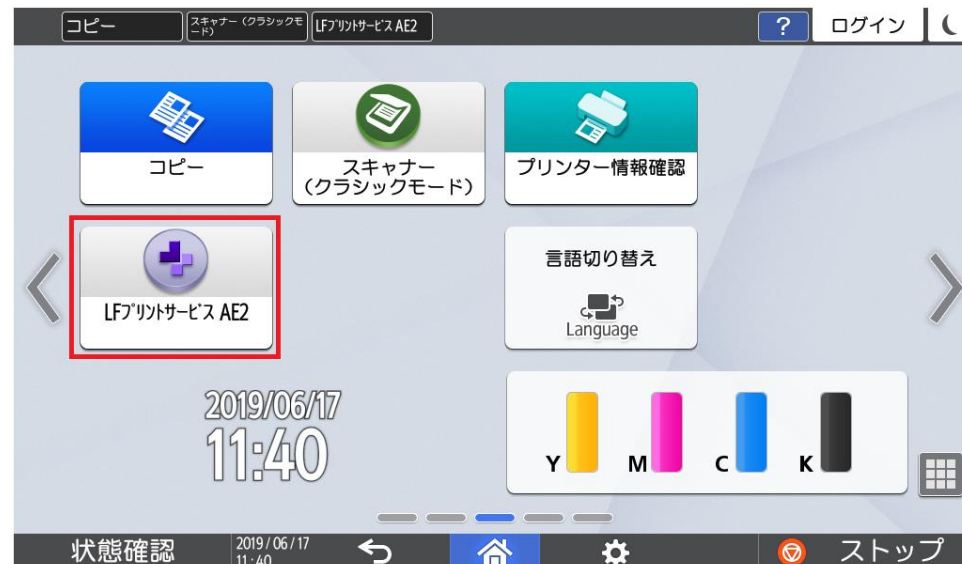 コピー
スキャナー(クラシックモ
ード)
LFプリントサービス AE2
?
ログイン
コピー
スキャナー
(クラシックモード)
プリンター情報確認
LFプリントサービス AE2
言語切り替え
Language
2019/06/17
11:40
Y
M
C
K
状態確認
2019/06/17
11:40
ストップ